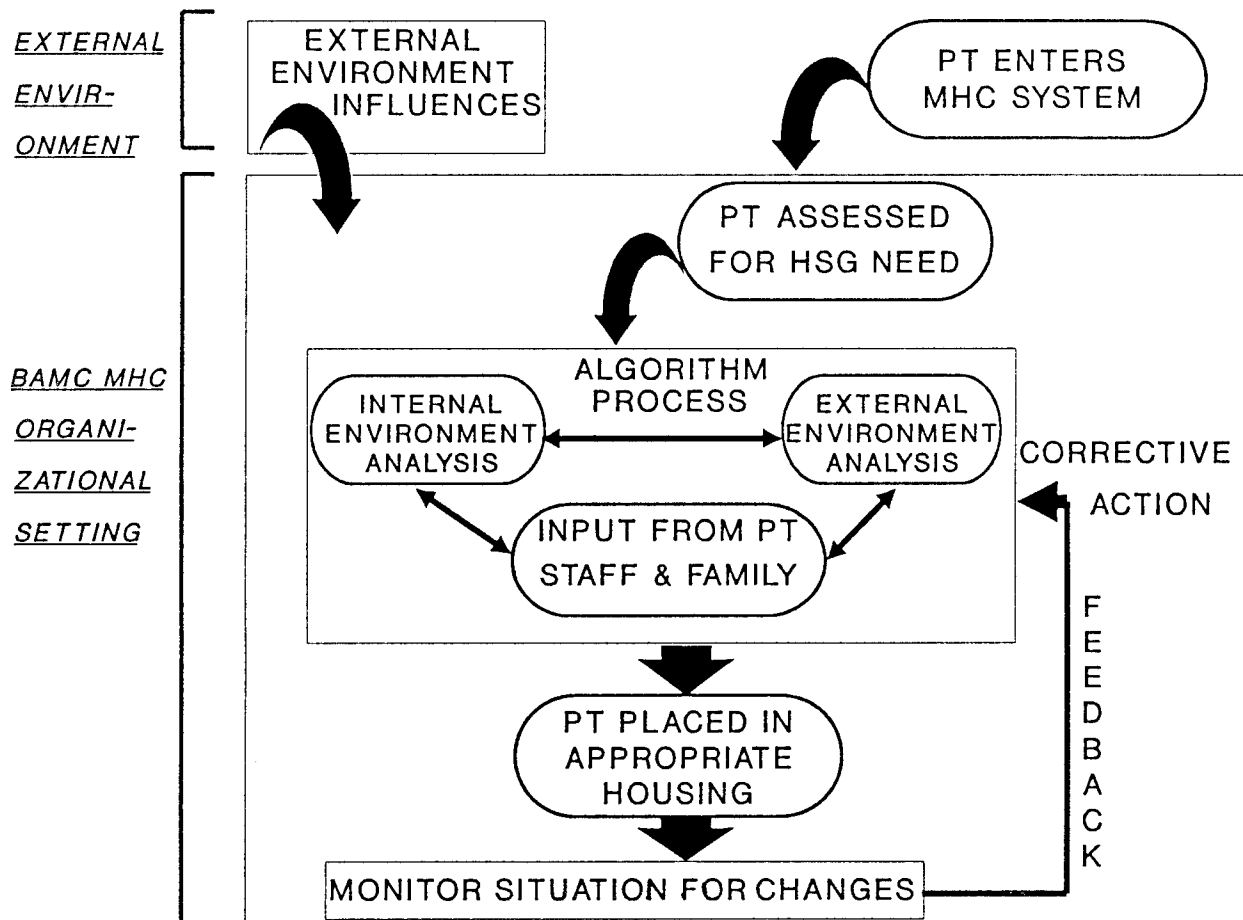 EXTERNAL
ENVIR-
ONMENT
EXTERNAL
ENVIRONMENT
INFLUENCES
PT ENTERS
MHC SYSTEM
PT ASSESSED
FOR HSG NEED
BAMC MHC
ORGANI-
ZATIONAL
SETTING
ALGORITHM
PROCESS
INTERNAL
ENVIRONMENT
ANALYSIS
EXTERNAL
ENVIRONMENT
ANALYSIS
INPUT FROM PT
STAFF & FAMILY
CORRECTIVE
ACTION
FEEDBACK
PT PLACED IN
APPROPRIATE
HOUSING
MONITOR SITUATION FOR CHANGES